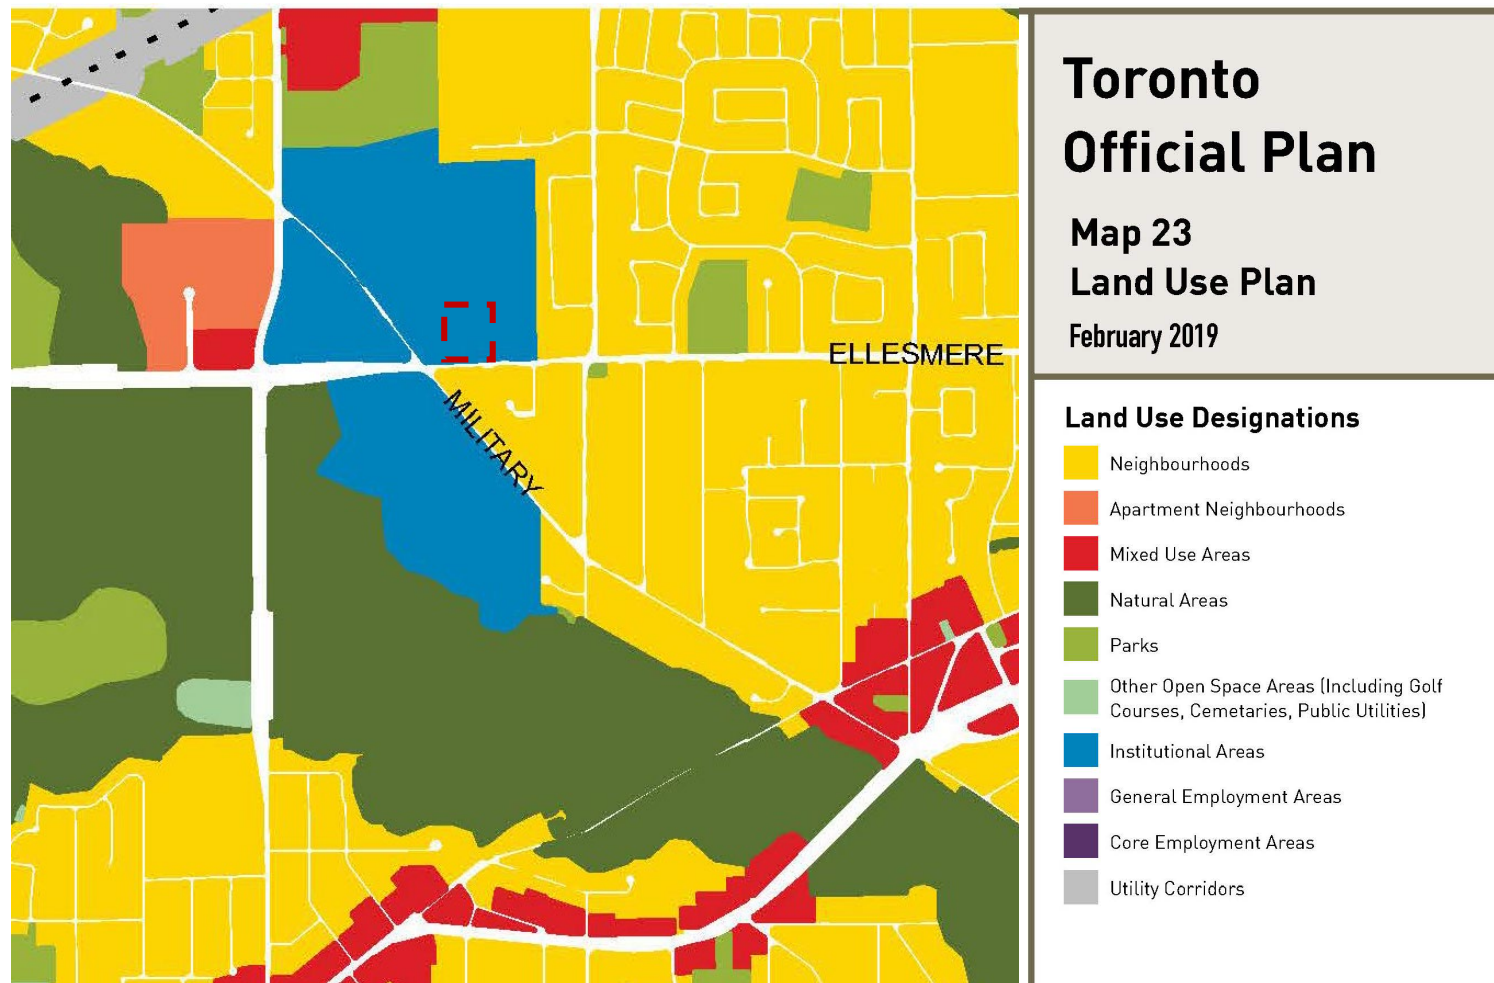 Toronto
Official Plan
Map 23
Land Use Plan
February 2019
ELLESMERE
MILITARY
Land Use Designations
Neighbourhoods
Apartment Neighbourhoods
Mixed Use Areas
Natural Areas
Parks
Other Open Space Areas (Including Golf
Courses, Cemetaries, Public Utilities)
Institutional Areas
General Employment Areas
Core Employment Areas
Utility Corridors